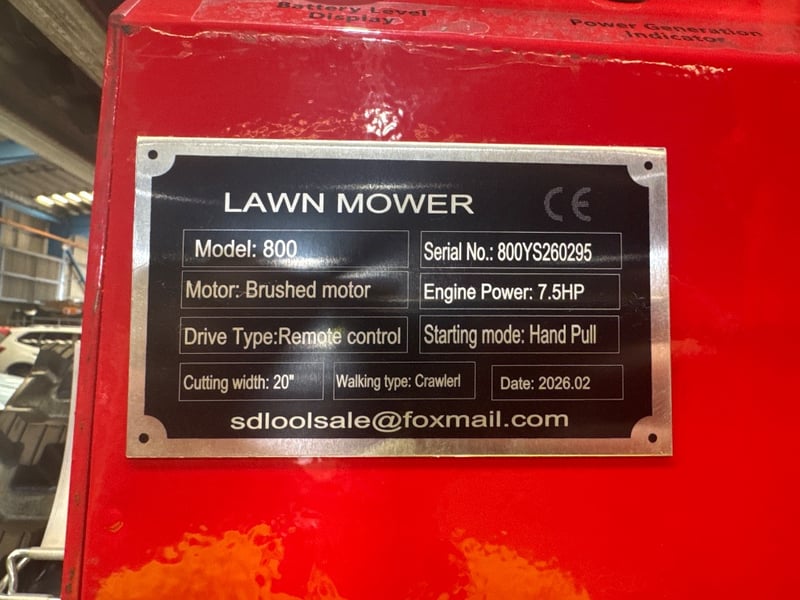 Battery Level
Display
Power Generation
Indicator
LAWN MOWER
CE
Model: 800
Serial No.: 800YS260295
Motor: Brushed motor
Engine Power: 7.5HP
Drive Type:Remote control
Starting mode: Hand Pull
Cutting width: 20"
Walking type: Crawlerl
Date: 2026.02
sdloolsale@foxmail.com